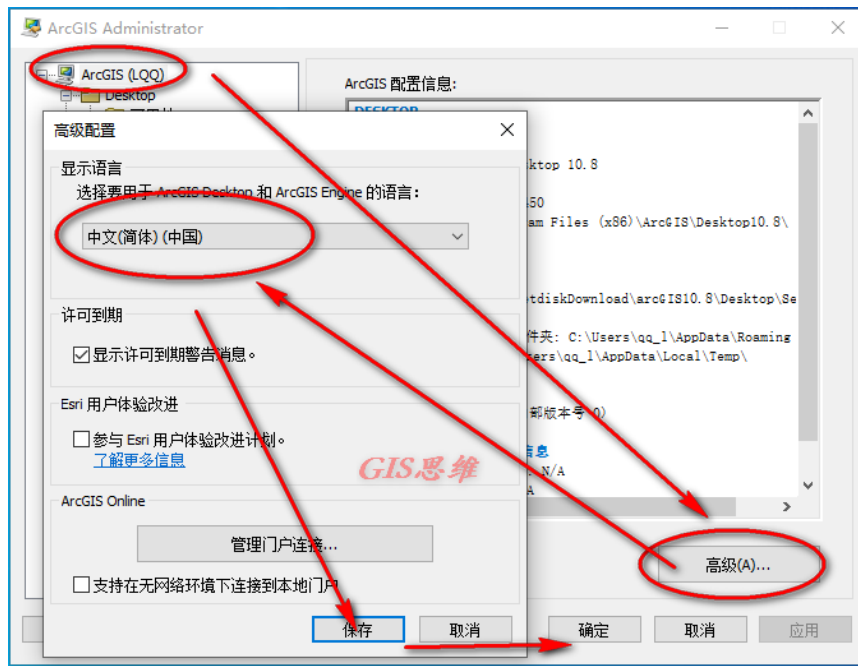 ArcGIS Administrator
ArcGIS (LQQ)
Desktop
ArcGIS 配置信息:
DESKTOP
ktop 10.8
50
am Files (x86)\ArcGIS\Desktop10.8\
tdiskDownload\arcGIS10.8\Desktop\Se
件夹: C:\Users\qq_l\AppData\Roaming
ers\qq_l\AppData\Local\Temp\
部版本号 0)
信息
: N/A
A
高级配置
显示语言
选择要用于 ArcGIS Desktop 和 ArcGIS Engine 的语言:
中文(简体) (中国)
许可到期
显示许可到期警告消息。
Esri 用户体验改进
参与 Esri 用户体验改进计划。
了解更多信息
GIS思维
ArcGIS Online
管理门户连接...
支持在无网络环境下连接到本地门户
保存
取消
高级(A)...
确定
取消
应用